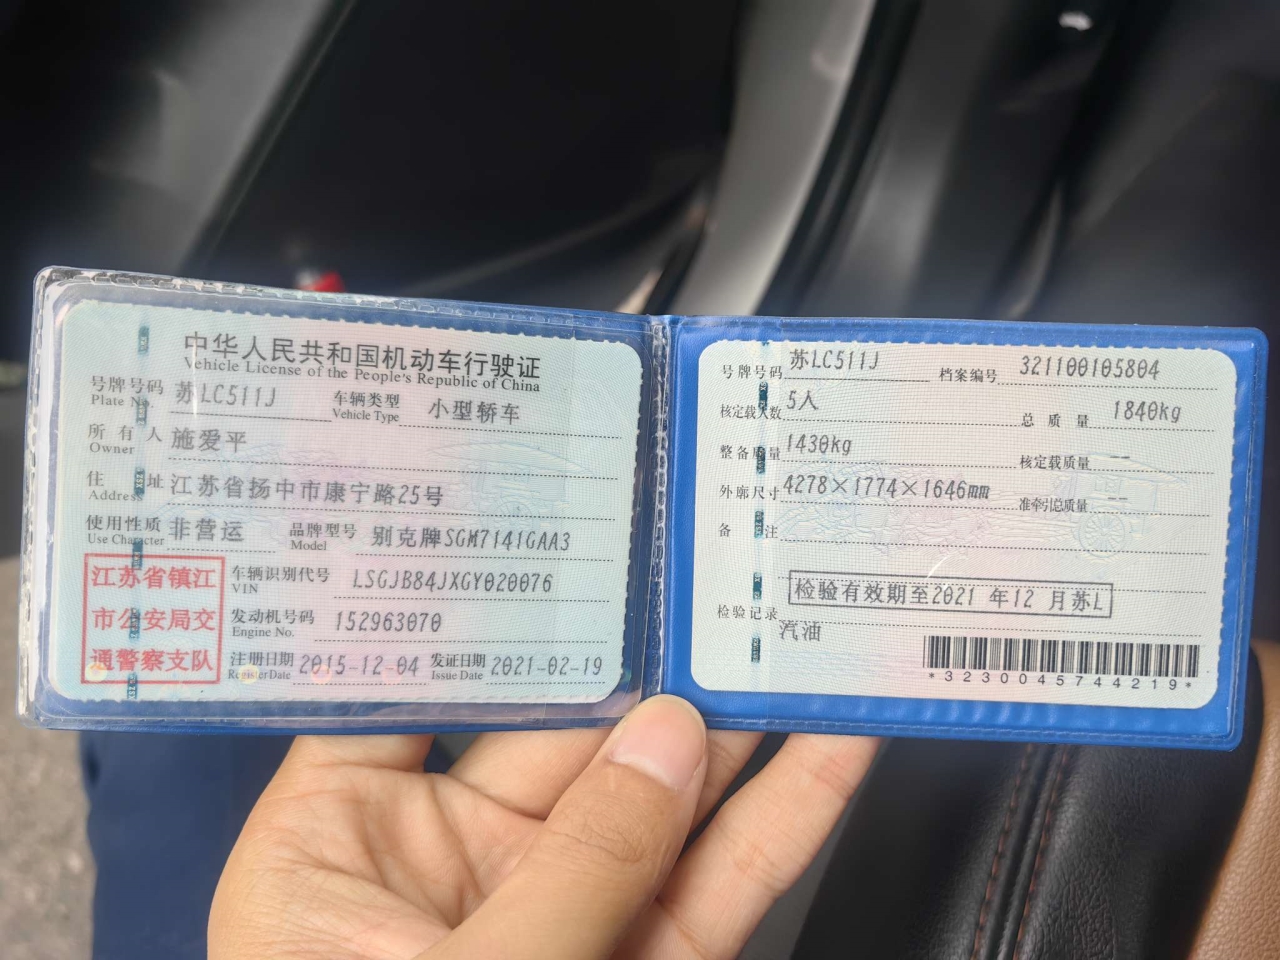 中华人民共和国机动车行驶证
Vehicle License of the People's Republic of China
号牌号码 苏LC511J 车辆类型 小型轿车
Plate No. Vehicle Type
所有人 施爱平
Owner
住址 江苏省扬中市康宁路25号
Address
使用性质 非营运 品牌型号 别克牌SGM7141GAA3
Use Character Model
江苏省镇江
市公安局交
通警察支队
车辆识别代号 LSGJB84JXGY020076
VIN
发动机号码 152963070
Engine No.
注册日期 2015-12-04 发证日期 2021-02-19
Register Date Issue Date
号牌号码 苏LC511J 档案编号 321100105804
核定载人数 5人 总质量 1840kg
整备质量 1430kg 核定载质量 --
外廓尺寸 4278×1774×1646mm 准牵引总质量 --
备注
检验有效期至2021 年12 月苏L
检验记录
汽油
*3230045744219*